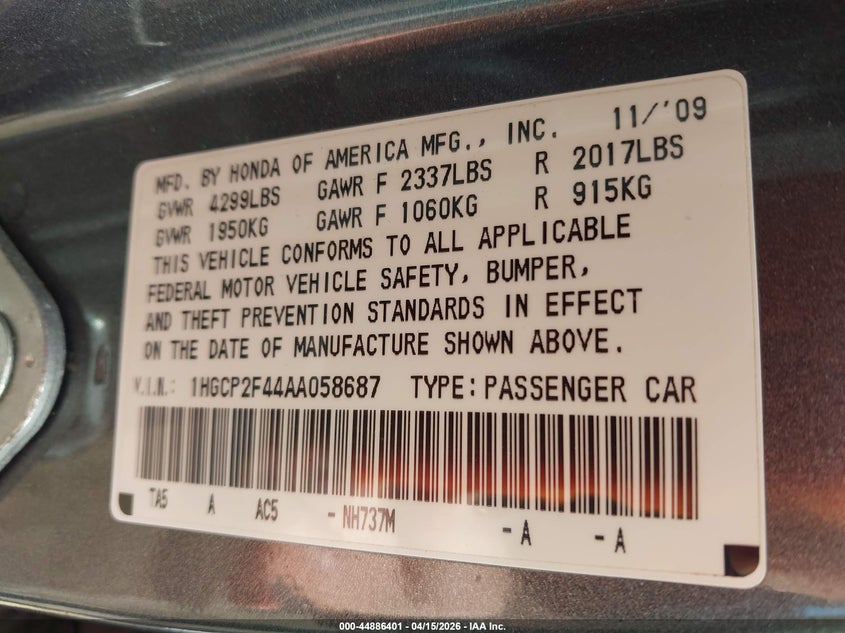 MFD. BY HONDA OF AMERICA MFG., INC. 11/'09
GVWR 4299LBS GAWR F 2337LBS R 2017LBS
GVWR 1950KG GAWR F 1060KG R 915KG
THIS VEHICLE CONFORMS TO ALL APPLICABLE
FEDERAL MOTOR VEHICLE SAFETY, BUMPER,
AND THEFT PREVENTION STANDARDS IN EFFECT
ON THE DATE OF MANUFACTURE SHOWN ABOVE.
V.I.N.: 1HGCP2F44AA058687 TYPE:PASSENGER CAR
TA5 A AC5 -NH737M -A -A
000-44886401 - 04/15/2026 - IAA Inc.